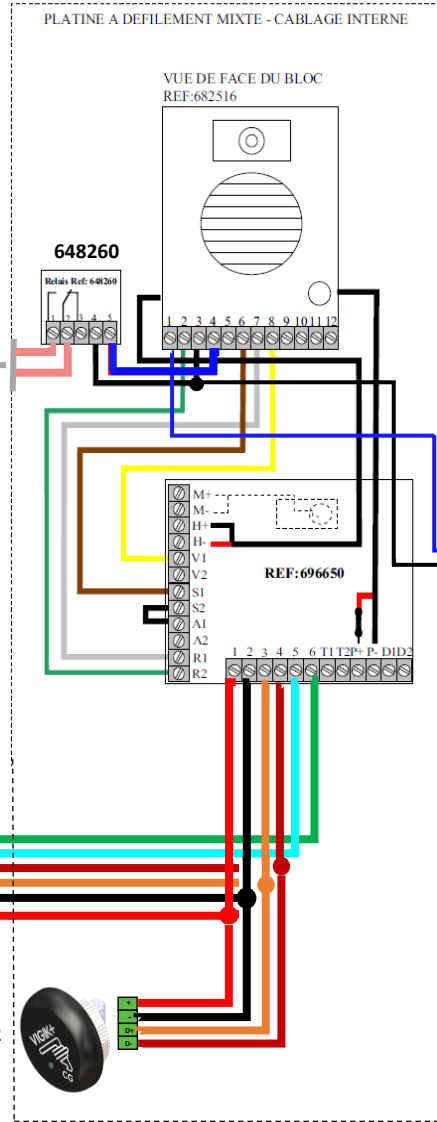 PLATINE A DEFILEMENT MIXTE - CABLAGE INTERNE
VUE DE FACE DU BLOC
REF:682516
648260
Relais Ref: 648260
1 2 3 4 5
1 2 3 4 5 6 7 8 9 10 11 12
M+
M-
H+
H-
V1
V2
S1
S2
A1
A2
R1
R2
REF:696650
1 2 3 4 5 6 T1 T2 P+ P- D1D2
+
-
D+
D-
VIGIK+
CG